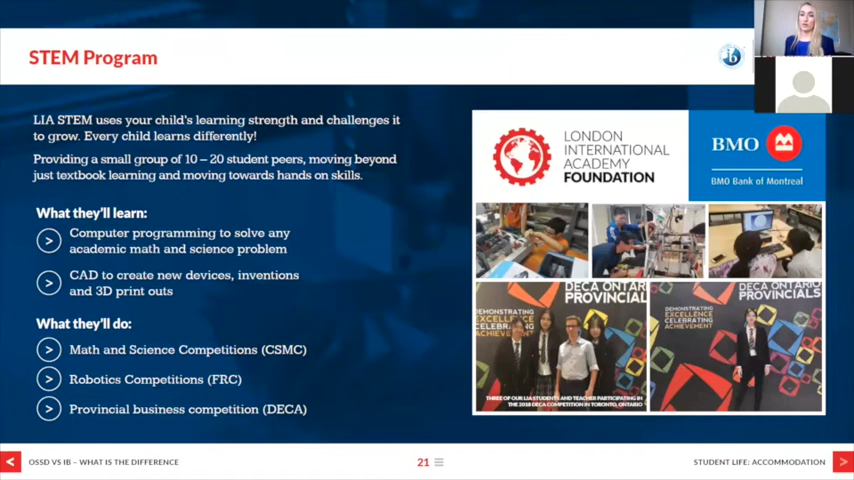 STEM Program
LIA STEM uses your child's learning strength and challenges it
to grow. Every child learns differently!
Providing a small group of 10 – 20 student peers, moving beyond
just textbook learning and moving towards hands on skills.
What they'll learn:
Computer programming to solve any
academic math and science problem
CAD to create new devices, inventions
and 3D print outs
What they'll do:
Math and Science Competitions (CSMC)
Robotics Competitions (FRC)
Provincial business competition (DECA)
LONDON
INTERNATIONAL
ACADEMY
FOUNDATION
BMO
BMO Bank of Montreal
DECA ONTARIO
PROVINCIAL
DEMONSTRATING
EXCELLENCE
CELEBRATING
ACHIEVEMENT
THREE OF OUR LIA STUDENTS AND TEACHER PARTICIPATING IN
THE 2018 DECA COMPETITION IN TORONTO, ONTARIO
DECA ONTAR
PROVINCIALS
DEMONSTRATING
EXCELLENCE
CELEBRATING
ACHIEVEMENT
OSSD VS IB – WHAT IS THE DIFFERENCE
21
STUDENT LIFE: ACCOMMODATION